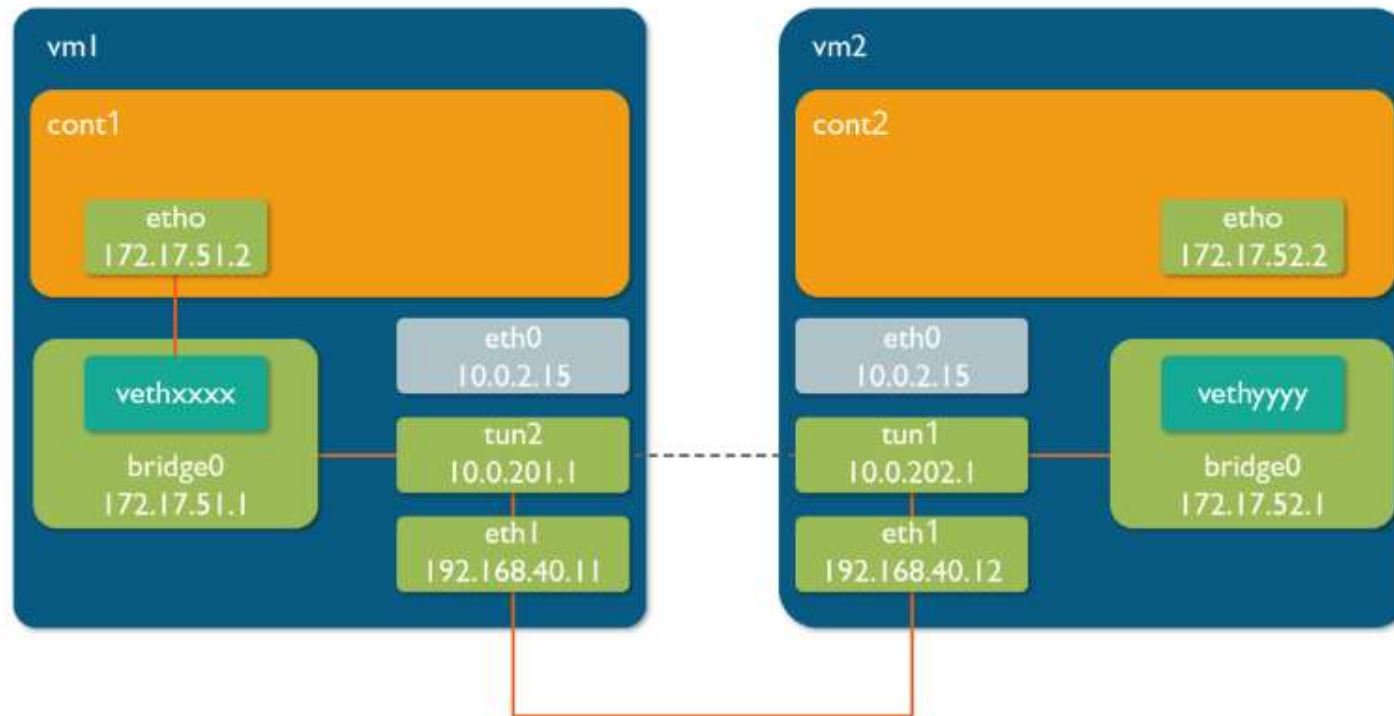 vm1
cont1
etho
172.17.51.2
eth0
10.0.2.15
vethxxxx
bridge0
172.17.51.1
tun2
10.0.201.1
eth1
192.168.40.11
vm2
cont2
etho
172.17.52.2
eth0
10.0.2.15
tun1
10.0.202.1
eth1
192.168.40.12
vethyyyy
bridge0
172.17.52.1